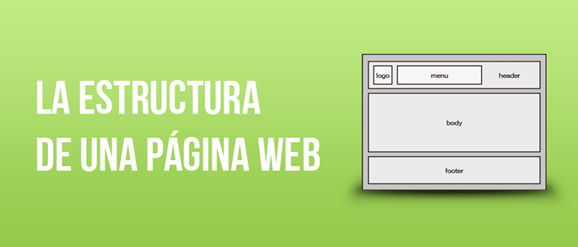 LA ESTRUCTURA
DE UNA PÁGINA WEB
logo
menu
header
body
footer